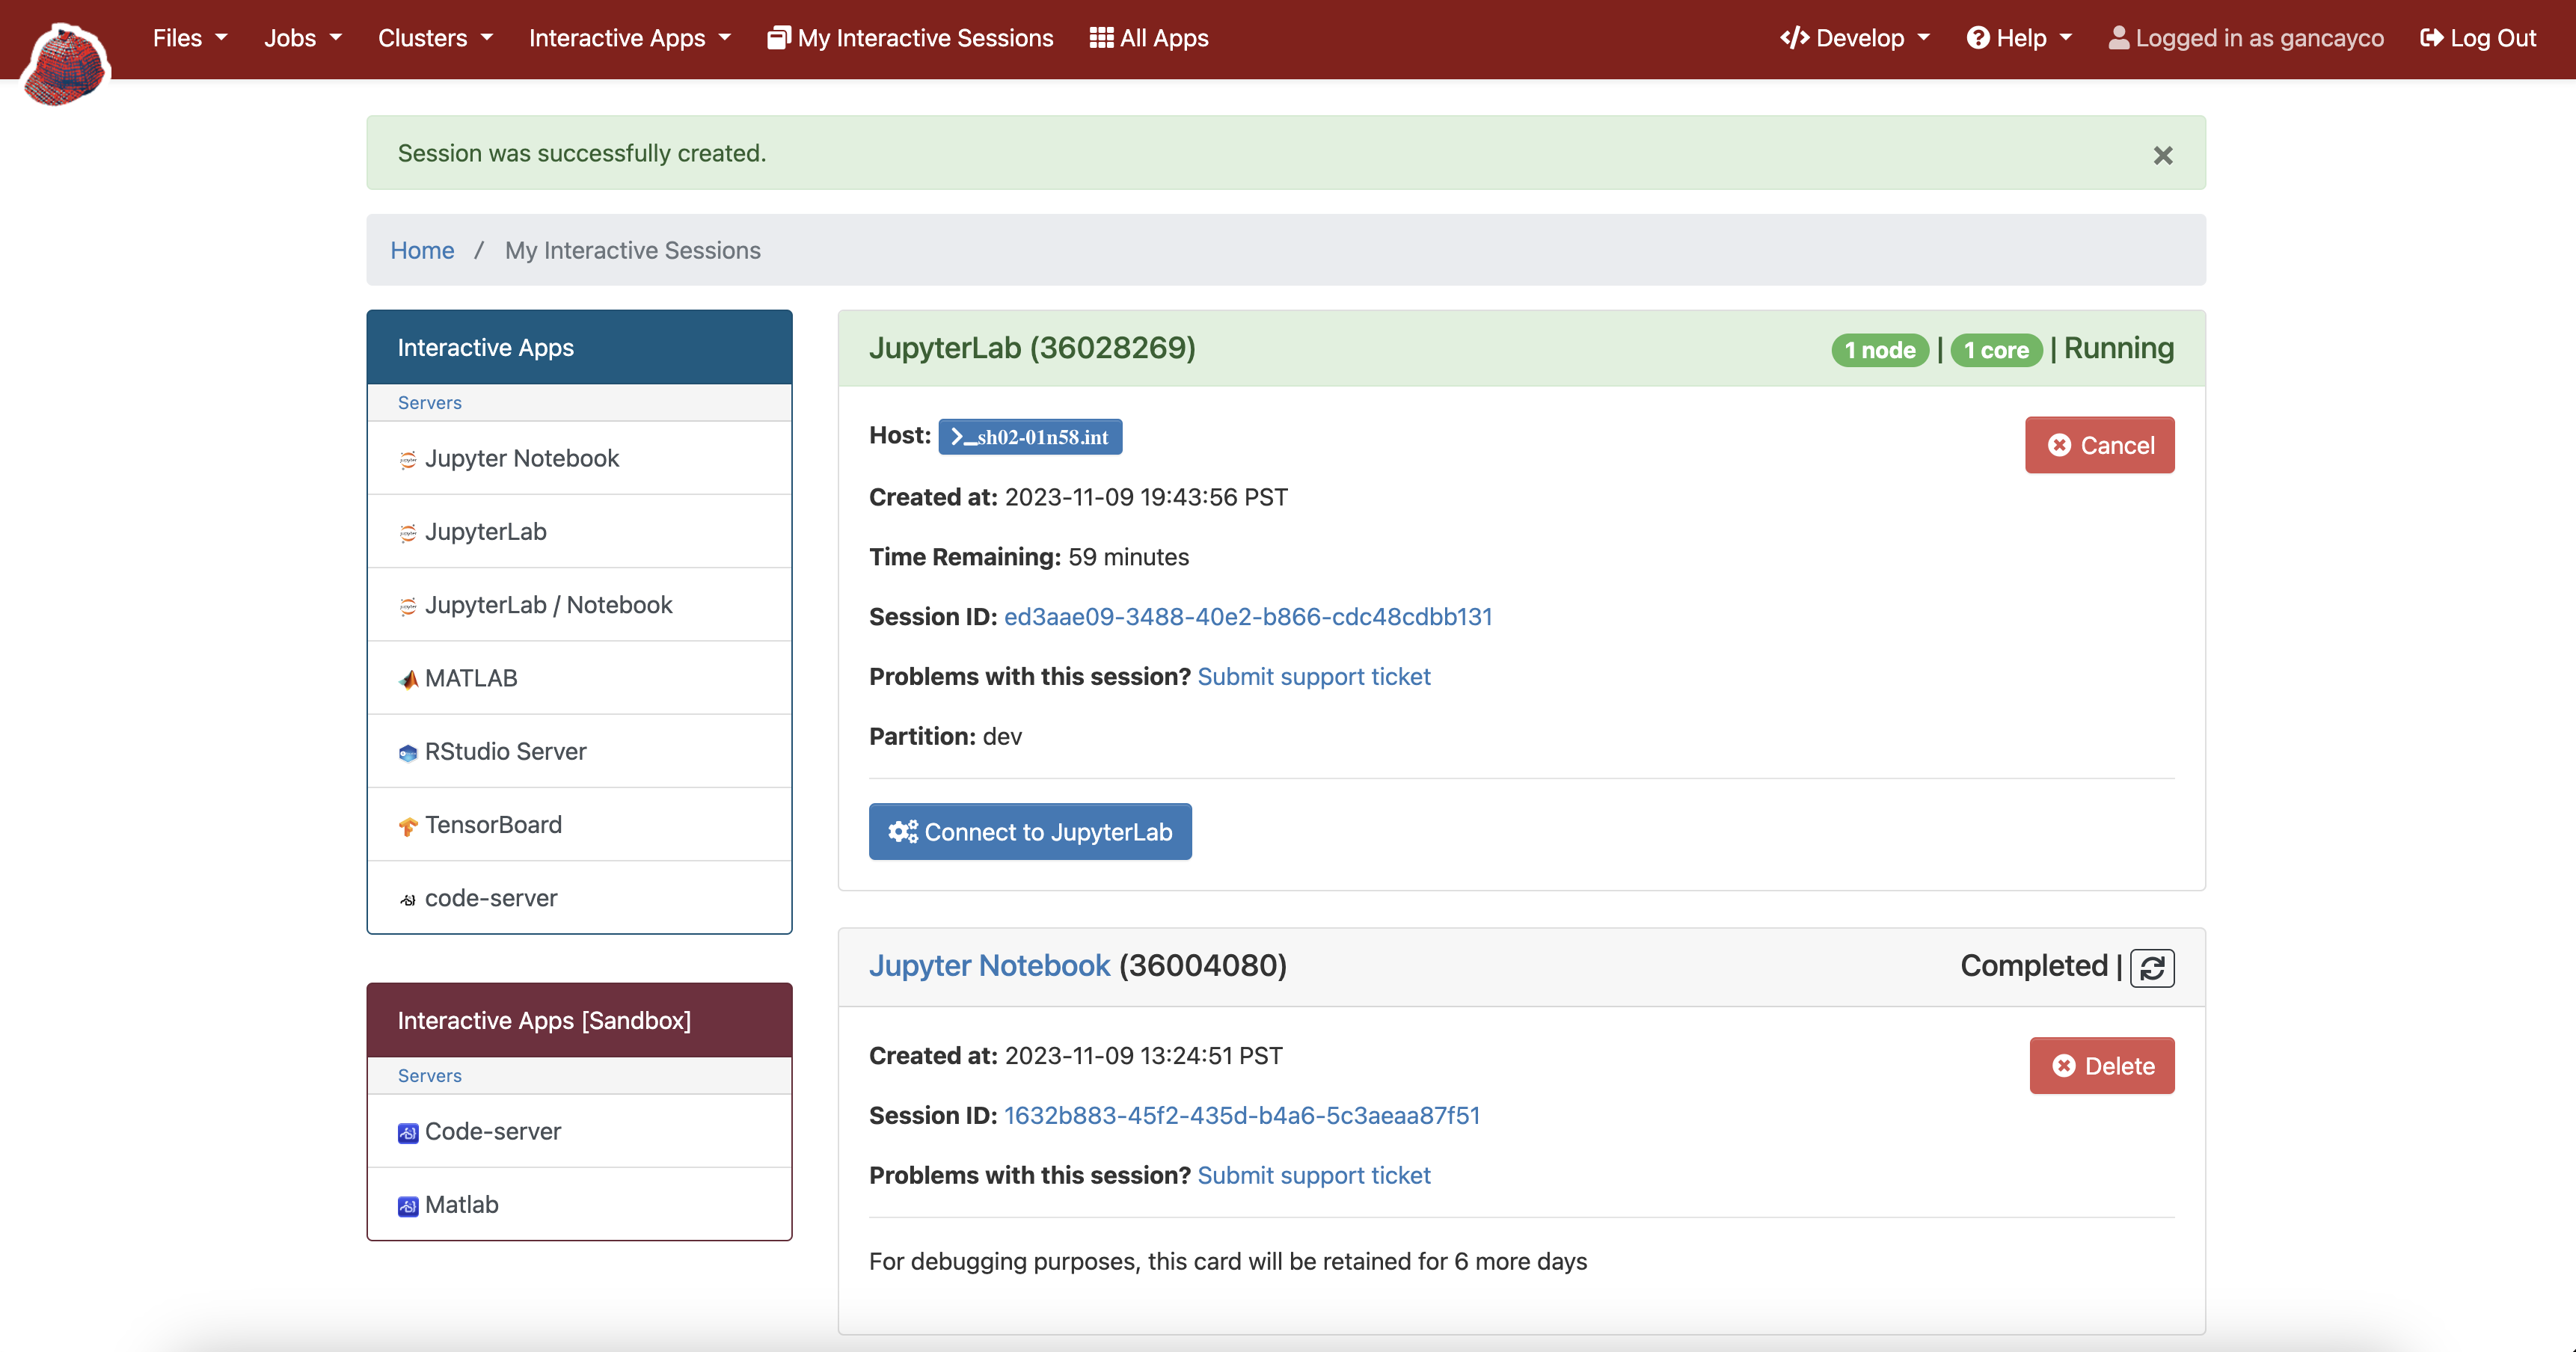 Files Jobs Clusters Interactive Apps My Interactive Sessions All Apps Develop Help Logged in as gancayco Log Out
Session was successfully created.
Home / My Interactive Sessions
Interactive Apps
Servers
Jupyter Notebook
JupyterLab
JupyterLab / Notebook
MATLAB
RStudio Server
TensorBoard
code-server
Interactive Apps [Sandbox]
Servers
Code-server
Matlab
JupyterLab (36028269) 1 node | 1 core | Running
Host: >_sh02-01n58.int
Cancel
Created at: 2023-11-09 19:43:56 PST
Time Remaining: 59 minutes
Session ID: ed3aae09-3488-40e2-b866-cdc48cdbb131
Problems with this session? Submit support ticket
Partition: dev
Connect to JupyterLab
Jupyter Notebook (36004080) Completed |
Created at: 2023-11-09 13:24:51 PST
Delete
Session ID: 1632b883-45f2-435d-b4a6-5c3aeaa87f51
Problems with this session? Submit support ticket
For debugging purposes, this card will be retained for 6 more days